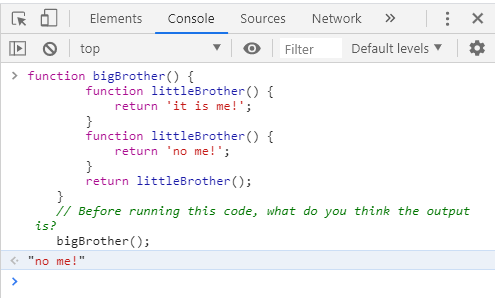 Elements Console Sources Network
top Filter Default levels
function bigBrother() {
function littleBrother() {
return 'it is me!';
}
function littleBrother() {
return 'no me!';
}
return littleBrother();
}
// Before running this code, what do you think the output
is?
bigBrother();
"no me!"